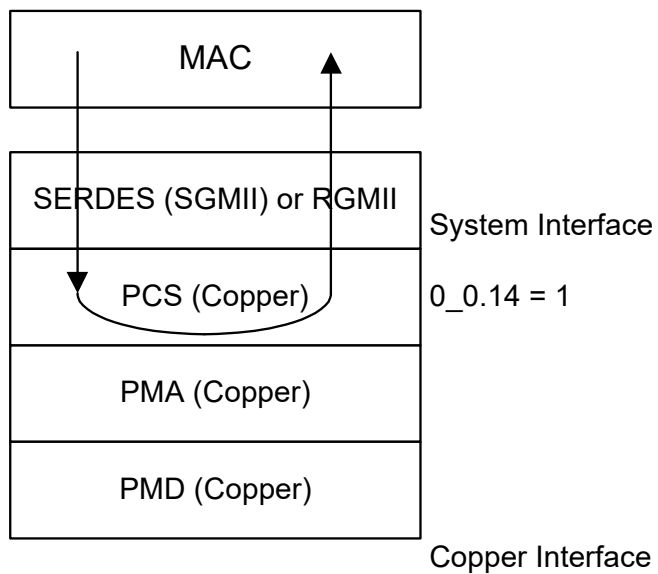 MAC
SERDES (SGMII) or RGMII
System Interface
PCS (Copper)
0_0.14 = 1
PMA (Copper)
PMD (Copper)
Copper Interface